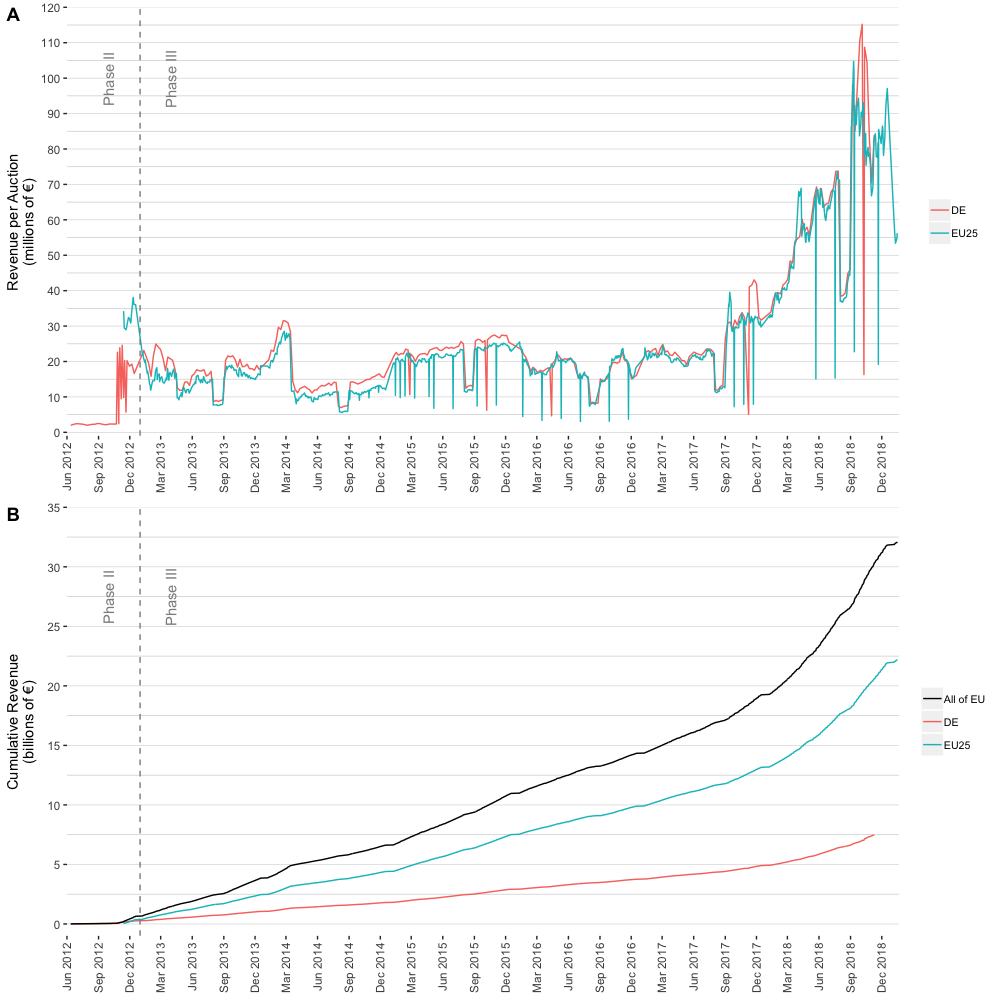 A
Revenue per Auction
(millions of €)
120
110
100
90
80
70
60
50
40
30
20
10
0
Phase II
Phase III
Jun 2012
Sep 2012
Dec 2012
Mar 2013
Jun 2013
Sep 2013
Dec 2013
Mar 2014
Jun 2014
Sep 2014
Dec 2014
Mar 2015
Jun 2015
Sep 2015
Dec 2015
Mar 2016
Jun 2016
Sep 2016
Dec 2016
Mar 2017
Jun 2017
Sep 2017
Dec 2017
Mar 2018
Jun 2018
Sep 2018
Dec 2018
DE
EU25
B
Cumulative Revenue
(billions of €)
35
30
25
20
15
10
5
0
Phase II
Phase III
Jun 2012
Sep 2012
Dec 2012
Mar 2013
Jun 2013
Sep 2013
Dec 2013
Mar 2014
Jun 2014
Sep 2014
Dec 2014
Mar 2015
Jun 2015
Sep 2015
Dec 2015
Mar 2016
Jun 2016
Sep 2016
Dec 2016
Mar 2017
Jun 2017
Sep 2017
Dec 2017
Mar 2018
Jun 2018
Sep 2018
Dec 2018
All of EU
DE
EU25